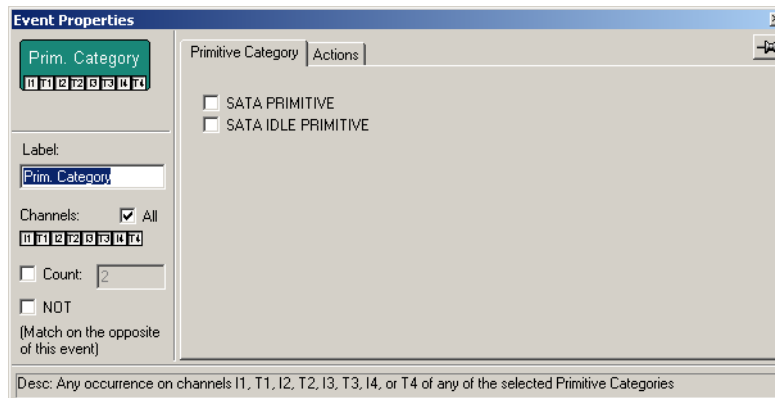 Event Properties
Prim. Category
I1 T1 I2 T2 I3 T3 I4 T4
Primitive Category
Actions
SATA PRIMITIVE
SATA IDLE PRIMITIVE
Label:
Prim. Category
Channels:
All
I1 T1 I2 T2 I3 T3 I4 T4
Count:
2
NOT
(Match on the opposite
of this event)
Desc: Any occurrence on channels I1, T1, I2, T2, I3, T3, I4, or T4 of any of the selected Primitive Categories